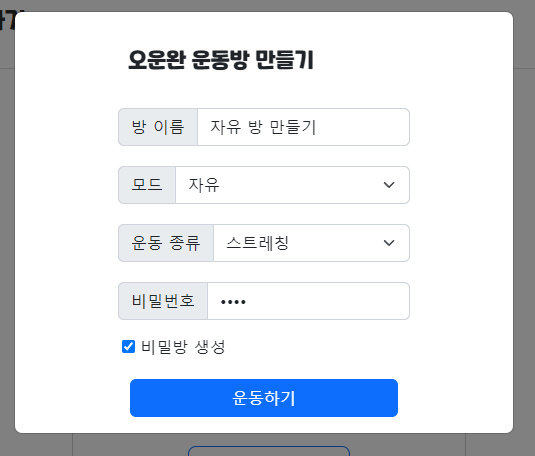 오운완 운동방 만들기
방 이름 자유 방 만들기
모드 자유
운동 종류 스트레칭
비밀번호 ••••
비밀방 생성
운동하기